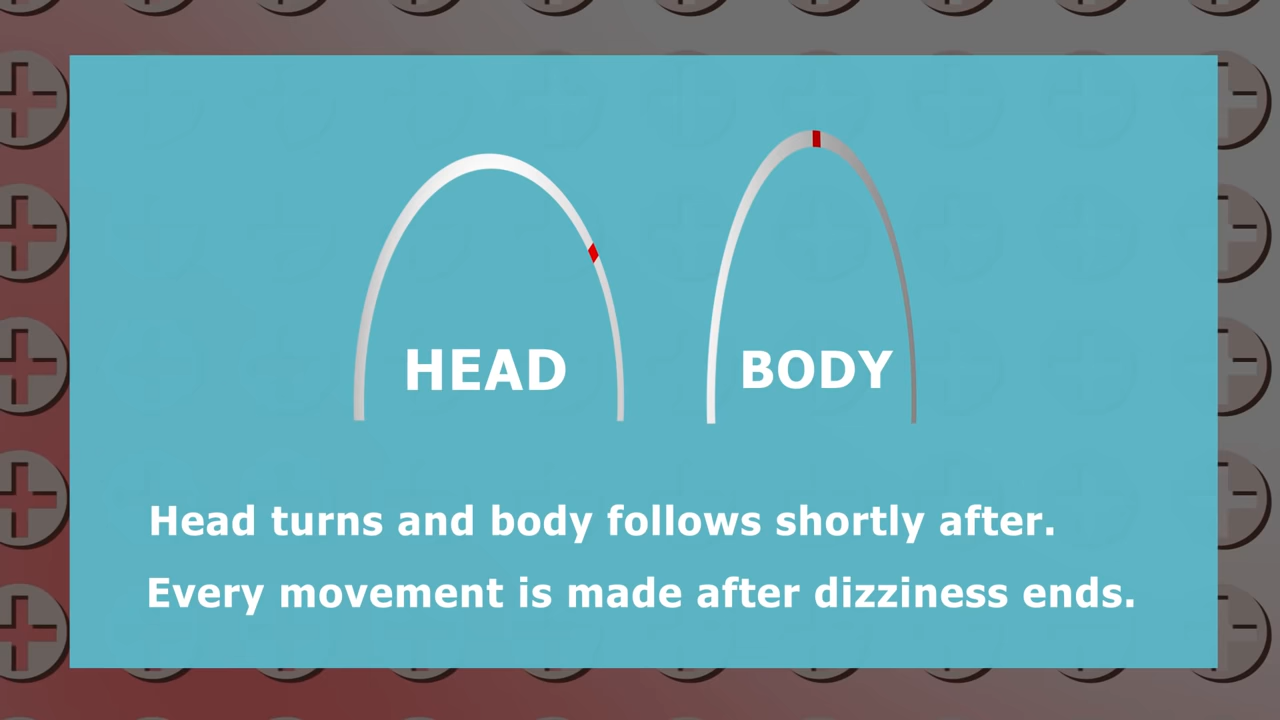 HEAD
BODY
Head turns and body follows shortly after.
Every movement is made after dizziness ends.